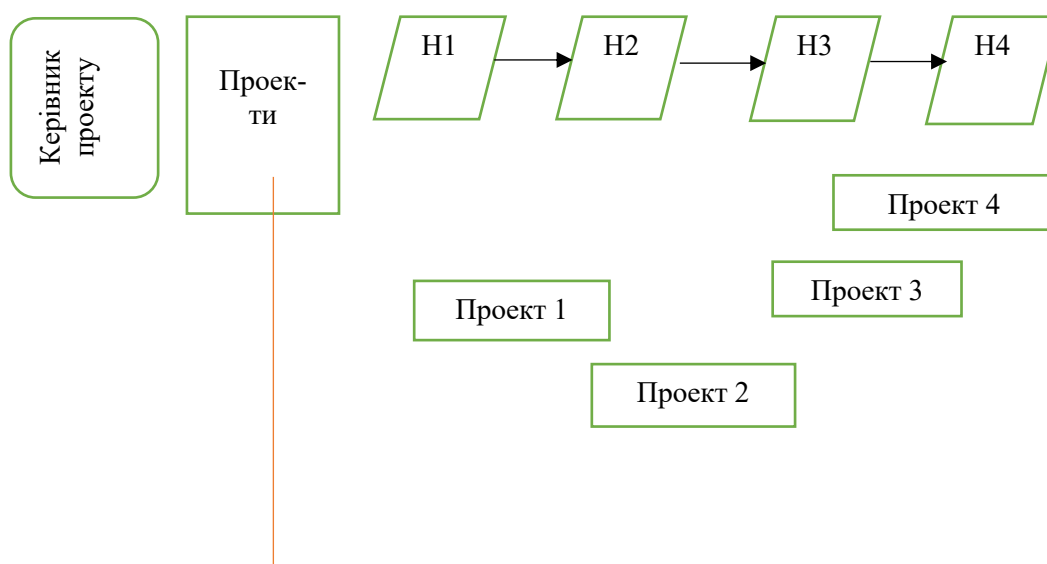 Керівник
проекту
Проек-
ти
Н1
Н2
Н3
Н4
Проект 4
Проект 3
Проект 1
Проект 2